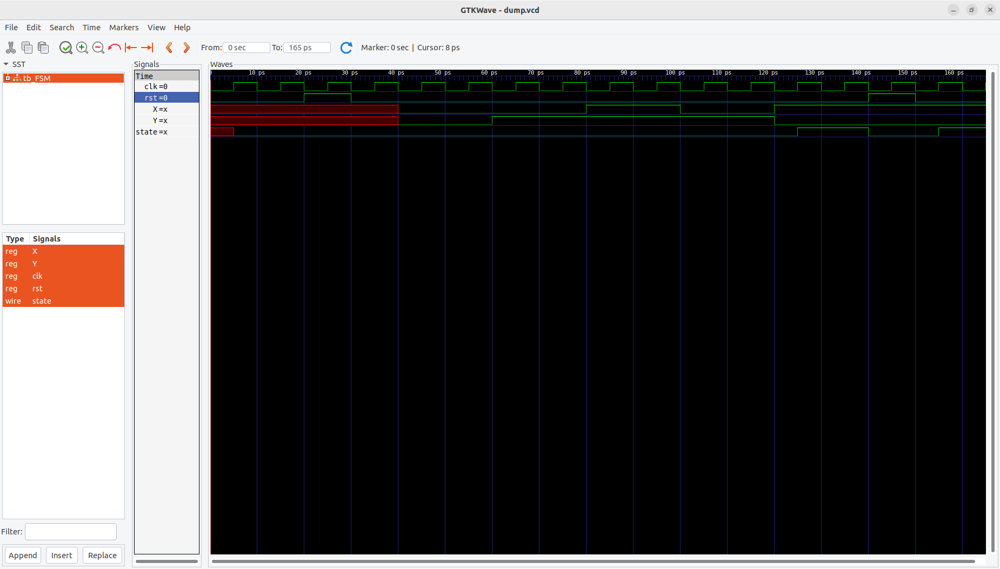 GTKWave - dump.vcd
File Edit Search Time Markers View Help
From: 0 sec To: 165 ps Marker: 0 sec | Cursor: 8 ps
SST
tb_FSM
Type Signals
reg X
reg Y
reg clk
reg rst
wire state
Filter:
Append Insert Replace
Signals
Time
clk=0
rst=0
X=x
Y=x
state=x
Waves
0 10 ps 20 ps 30 ps 40 ps 50 ps 60 ps 70 ps 80 ps 90 ps 100 ps 110 ps 120 ps 130 ps 140 ps 150 ps 160 ps